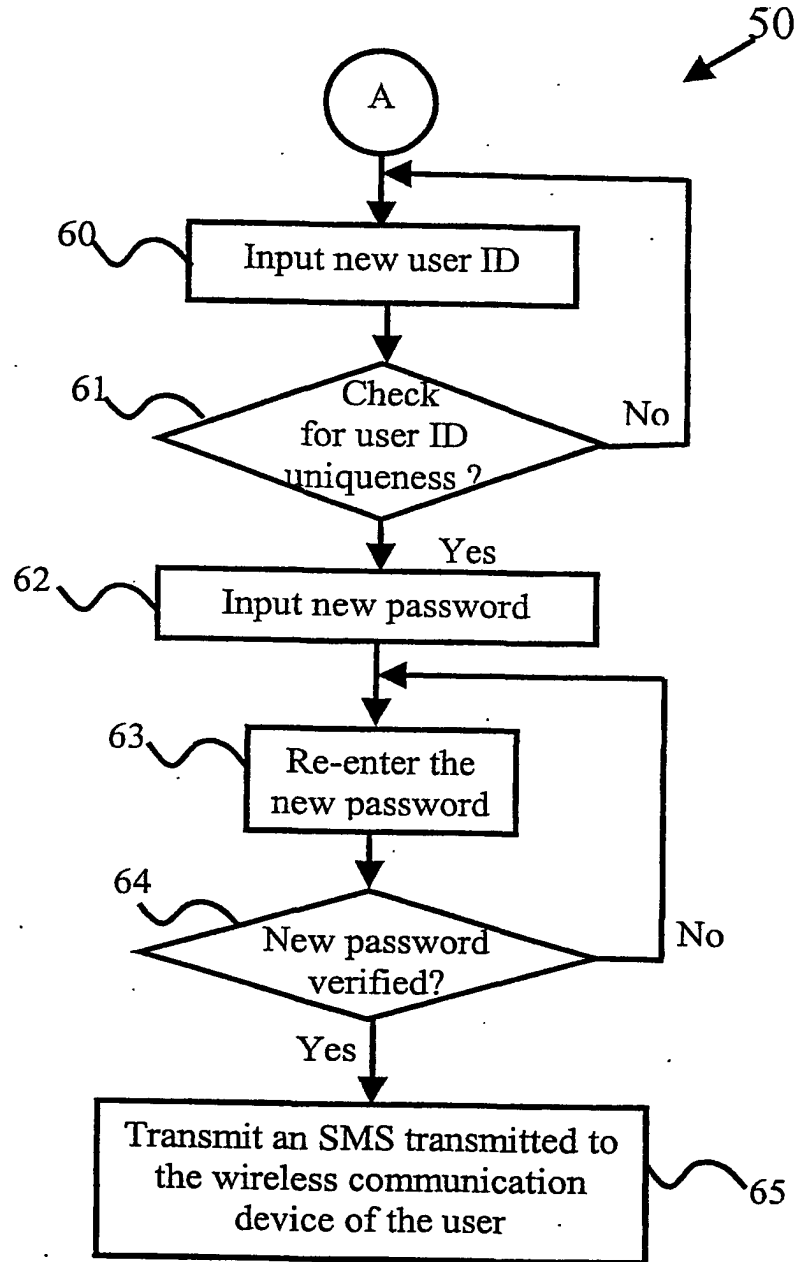 50
A
60
Input new user ID
61
Check
for user ID
uniqueness ?
No
Yes
62
Input new password
63
Re-enter the
new password
64
New password
verified?
No
Yes
Transmit an SMS transmitted to
the wireless communication
device of the user
65